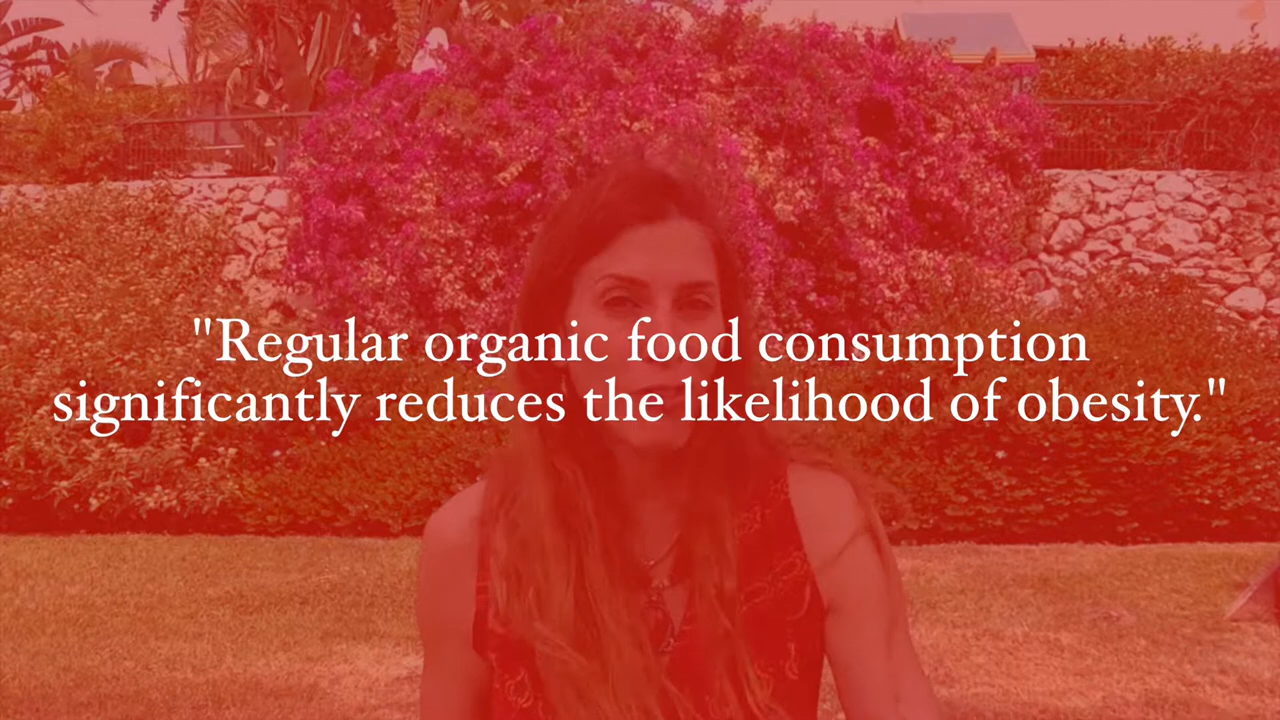 "Regular organic food consumption
significantly reduces the likelihood of obesity."